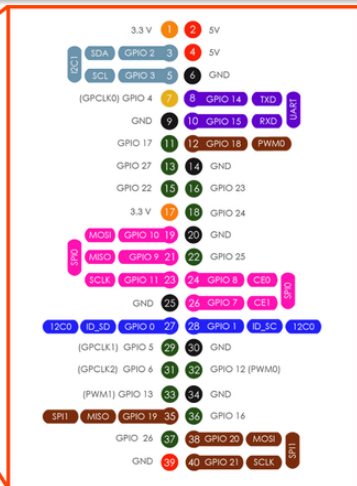 3.3 V 1 2 5V
I2C1 SDA GPIO 2 3 4 5V
SCL GPIO 3 5 6 GND
(GPCLK0) GPIO 4 7 8 GPIO 14 TXD UART
GND 9 10 GPIO 15 RXD
GPIO 17 11 12 GPIO 18 PWM0
GPIO 27 13 14 GND
GPIO 22 15 16 GPIO 23
3.3 V 17 18 GPIO 24
MOSI GPIO 10 19 20 GND
SPI0 MISO GPIO 9 21 22 GPIO 25
SCLK GPIO 11 23 24 GPIO 8 CE0 SPI0
GND 25 26 GPIO 7 CE1
12C0 ID_SD GPIO 0 27 28 GPIO 1 ID_SC 12C0
(GPCLK1) GPIO 5 29 30 GND
(GPCLK2) GPIO 6 31 32 GPIO 12 (PWM0)
(PWM1) GPIO 13 33 34 GND
SPI1 MISO GPIO 19 35 36 GPIO 16
GPIO 26 37 38 GPIO 20 MOSI SPI1
GND 39 40 GPIO 21 SCLK